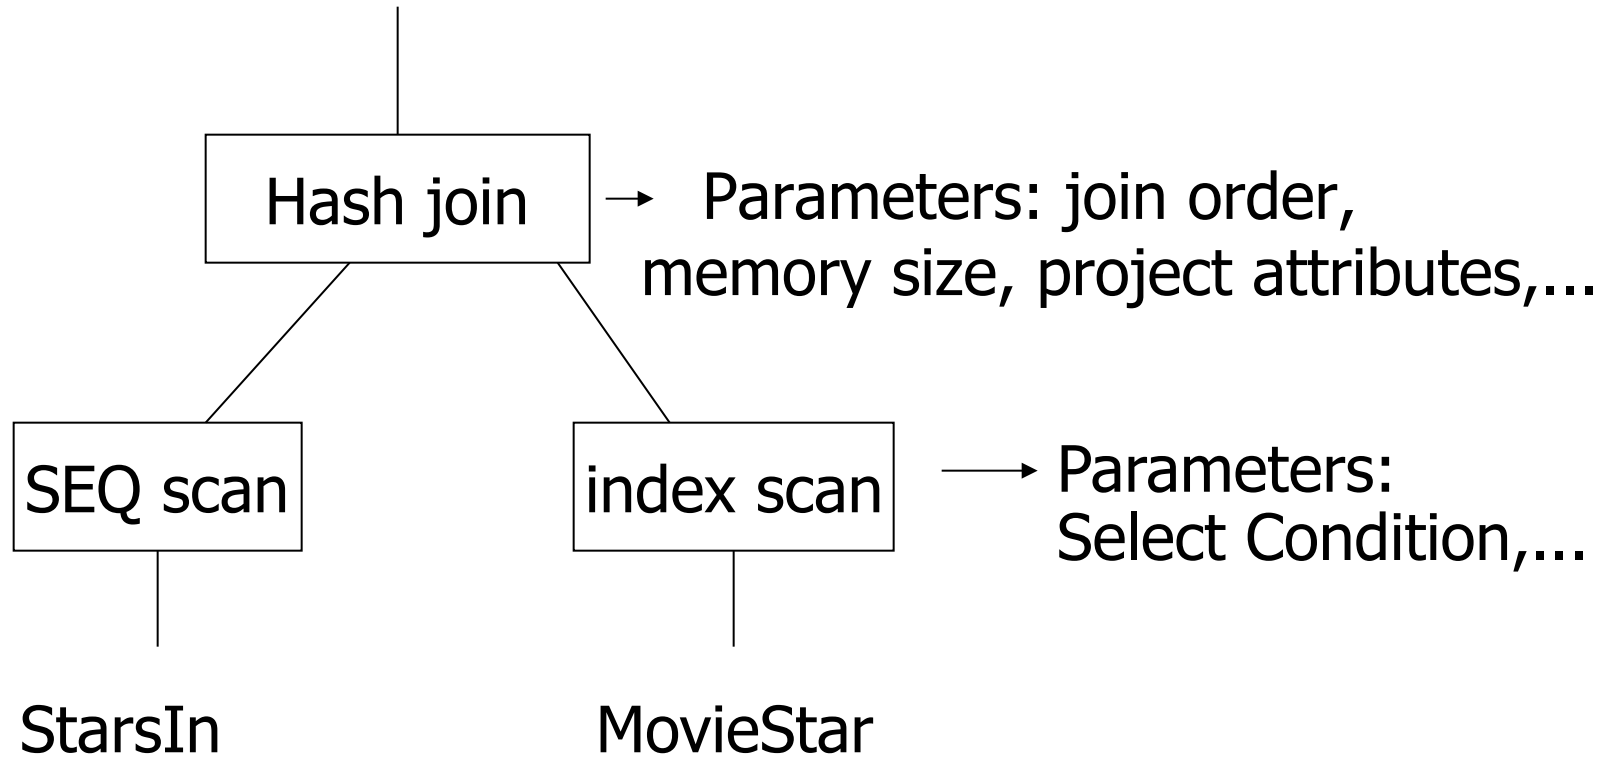 Hash join
Parameters: join order,
memory size, project attributes,...
SEQ scan
index scan
Parameters:
Select Condition,...
StarsIn
MovieStar